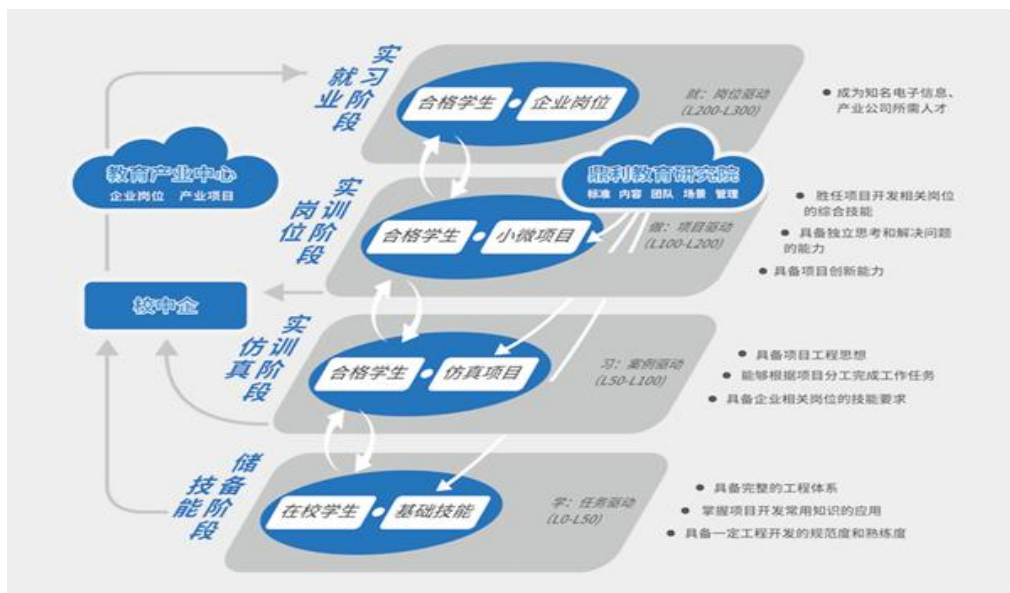 实习
就业阶段
合格学生
企业岗位
就：岗位驱动
(L200-L300)
成为知名电子信息、
产业公司所需人才
教育产业中心
企业岗位 产业项目
鼎利教育研究院
标准 内容 团队 场景 管理
实训
岗位阶段
合格学生
小微项目
做：项目驱动
(L100-L200)
胜任项目开发相关岗位
的综合技能
具备独立思考和解决问题
的能力
具备项目创新能力
校中企
实训
仿真阶段
合格学生
仿真项目
习：案例驱动
(L50-L100)
具备项目工程思想
能够根据项目分工完成工作任务
具备企业相关岗位的技能要求
储备
技能阶段
在校学生
基础技能
学：任务驱动
(L0-L50)
具备完整的工程体系
掌握项目开发常用知识的应用
具备一定工程开发的规范度和熟练度